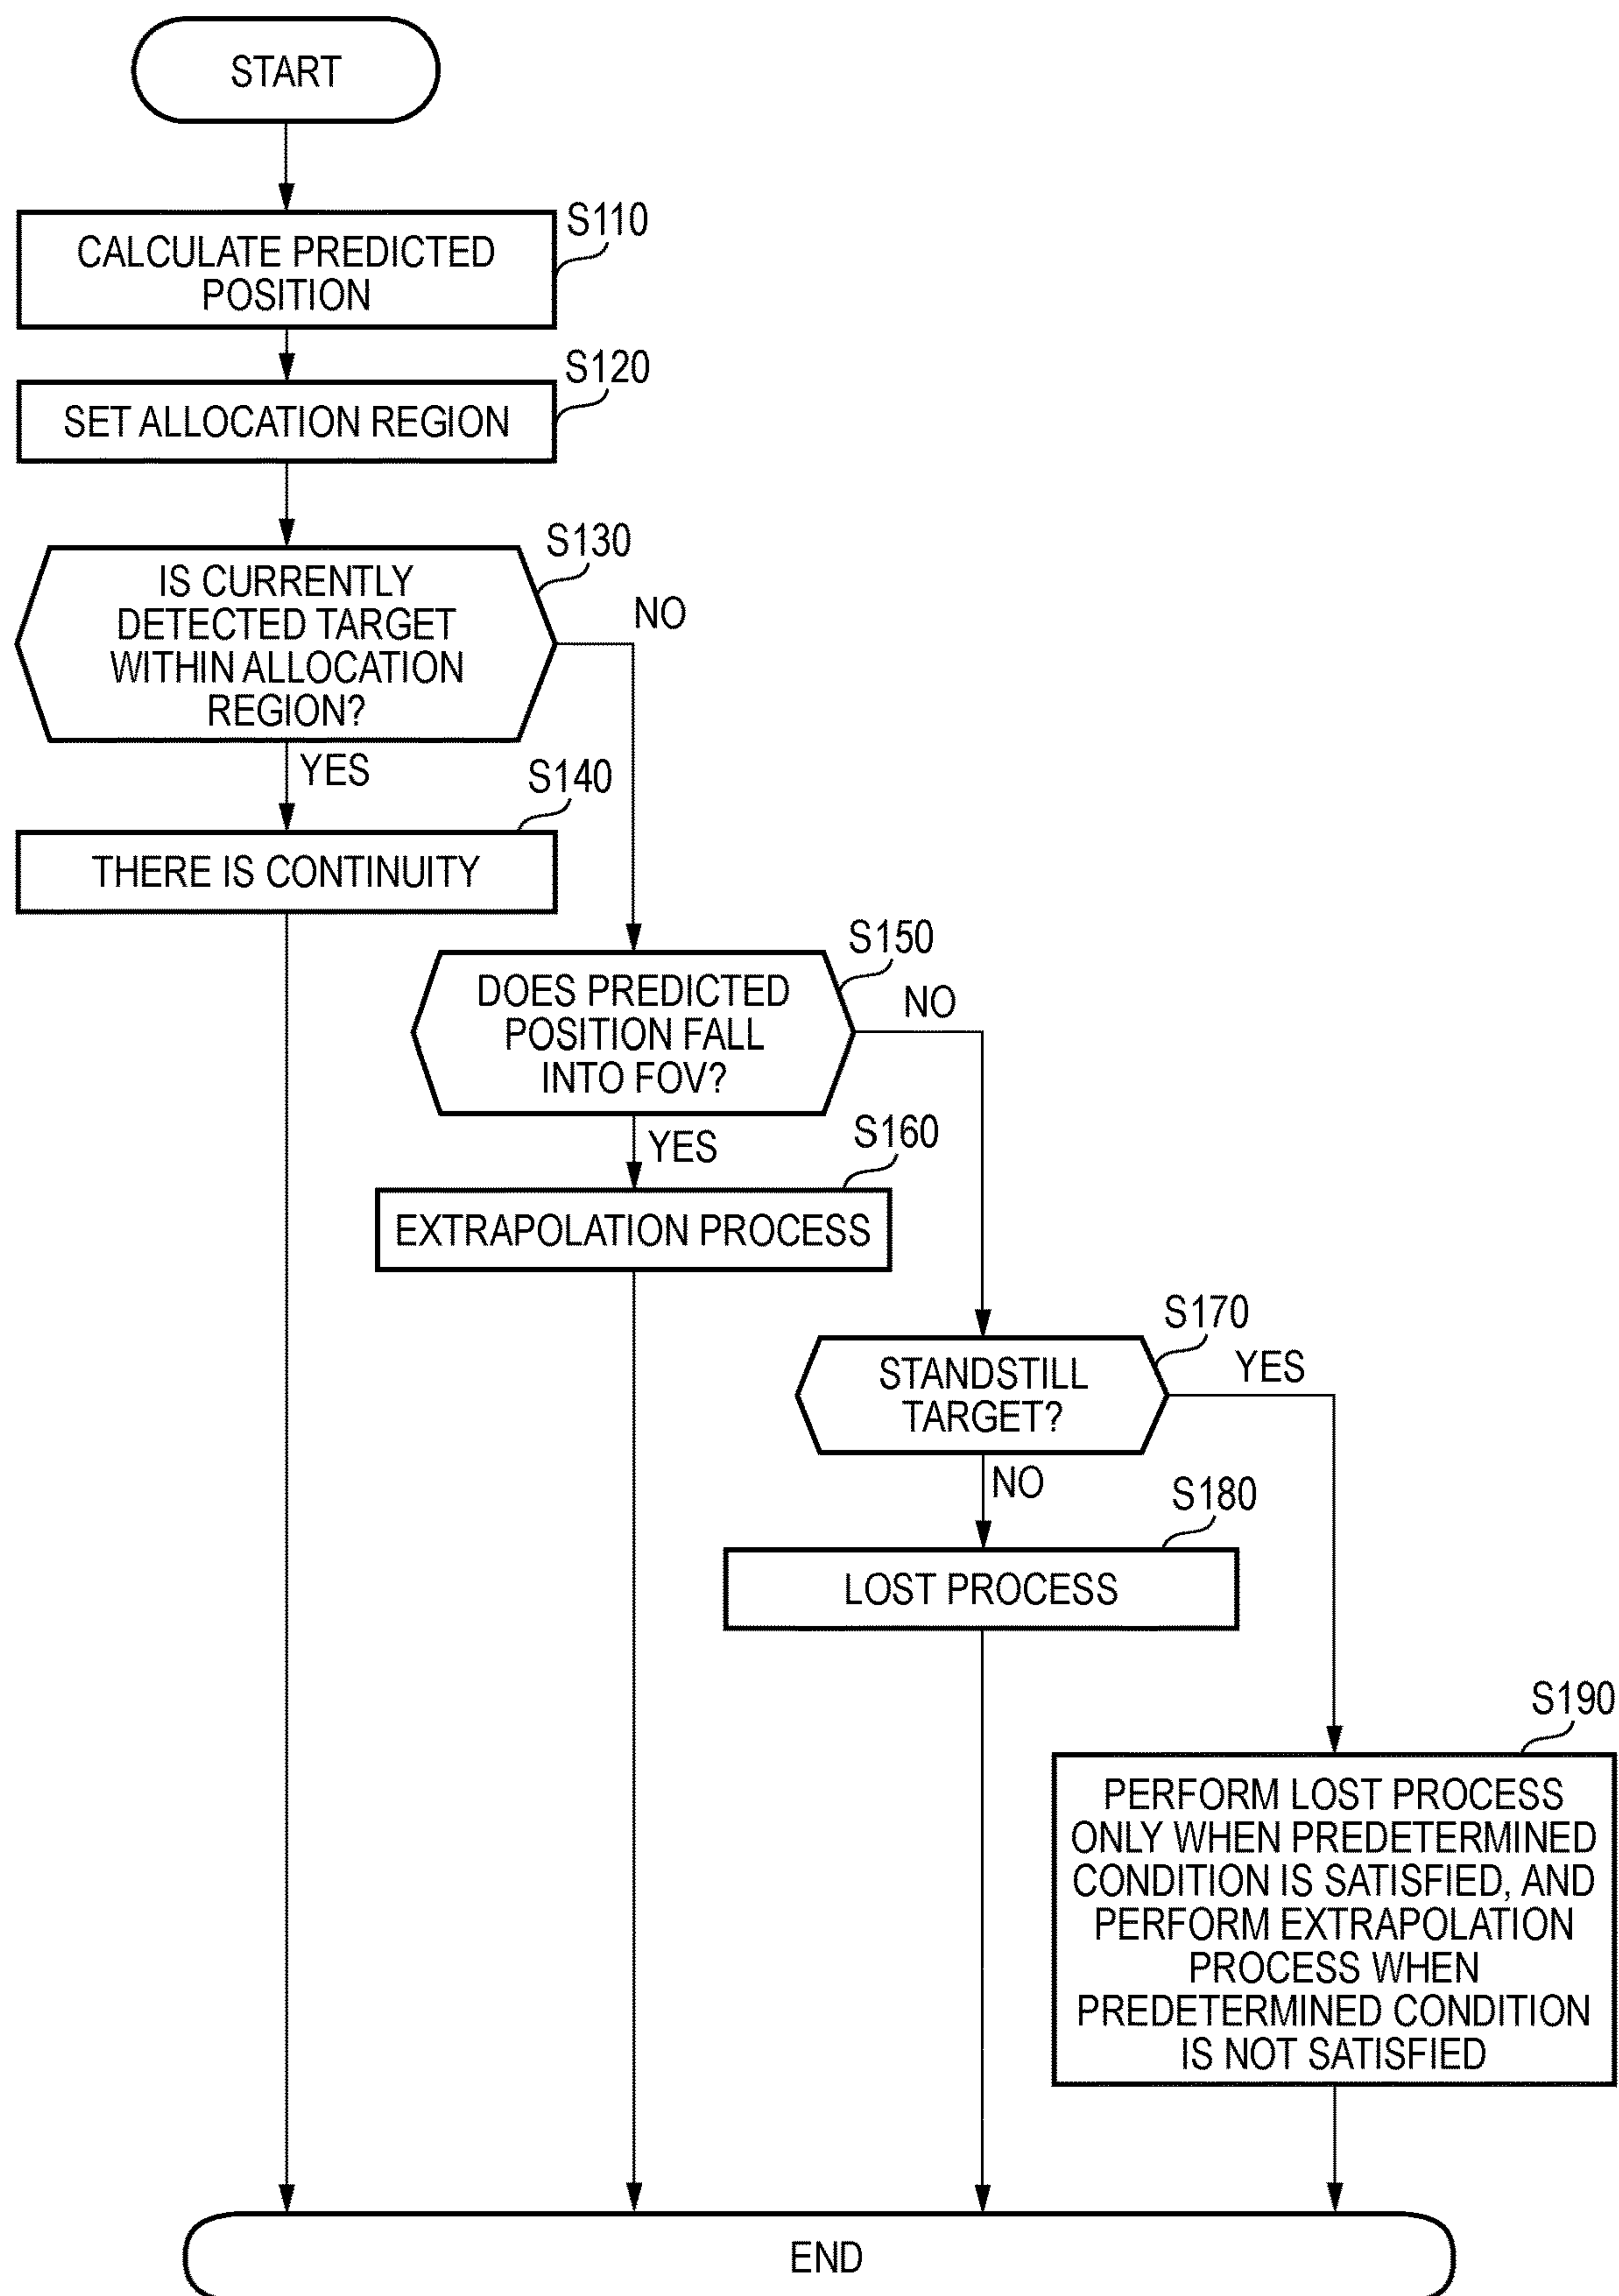 START
S110
CALCULATE PREDICTED
POSITION
S120
SET ALLOCATION REGION
S130
IS CURRENTLY
DETECTED TARGET
WITHIN ALLOCATION
REGION?
NO
YES
S140
THERE IS CONTINUITY
S150
DOES PREDICTED
POSITION FALL
INTO FOV?
NO
YES
S160
EXTRAPOLATION PROCESS
S170
STANDSTILL
TARGET?
YES
NO
S180
LOST PROCESS
S190
PERFORM LOST PROCESS
ONLY WHEN PREDETERMINED
CONDITION IS SATISFIED, AND
PERFORM EXTRAPOLATION
PROCESS WHEN
PREDETERMINED CONDITION
IS NOT SATISFIED
END